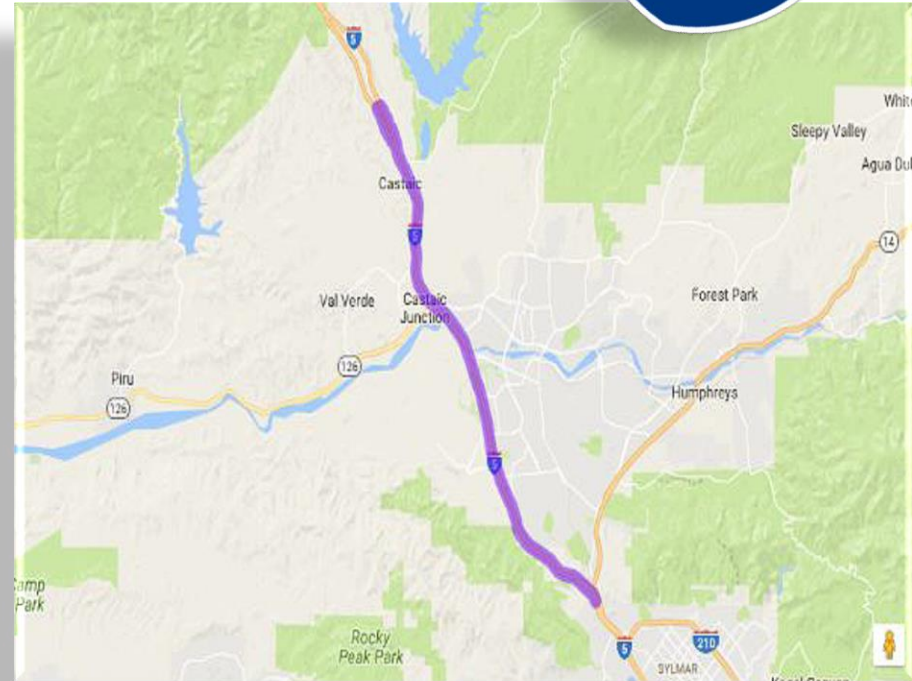 5
White
Sleepy Valley
Agua Dul
Castaic
5
14
Val Verde
Castaic
Junction
Forest Park
126
Piru
126
Humphreys
5
amp
Park
Rocky
Peak Park
5
210
SYLMAR